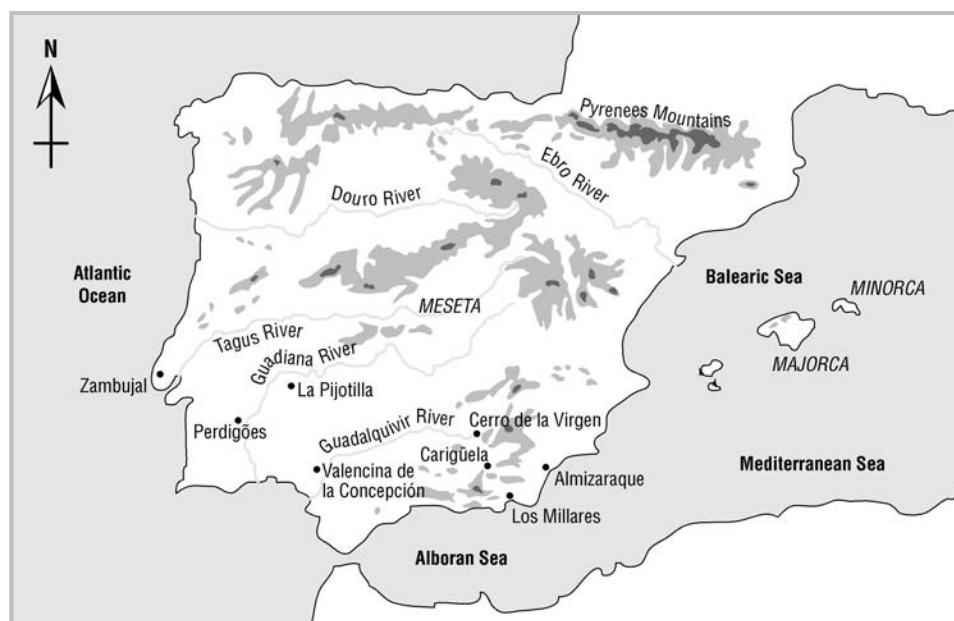 N
Pyrenees Mountains
Ebro River
Douro River
Atlantic
Ocean
Balearic Sea
MINORCA
MESETA
MAJORCA
Tagus River
Guadiana River
Zambujal
La Pijotilla
Perdigões
Guadalquivir River
Cerro de la Virgen
Carigüela
Valencina de
la Concepción
Almizaraque
Mediterranean Sea
Los Millares
Alboran Sea